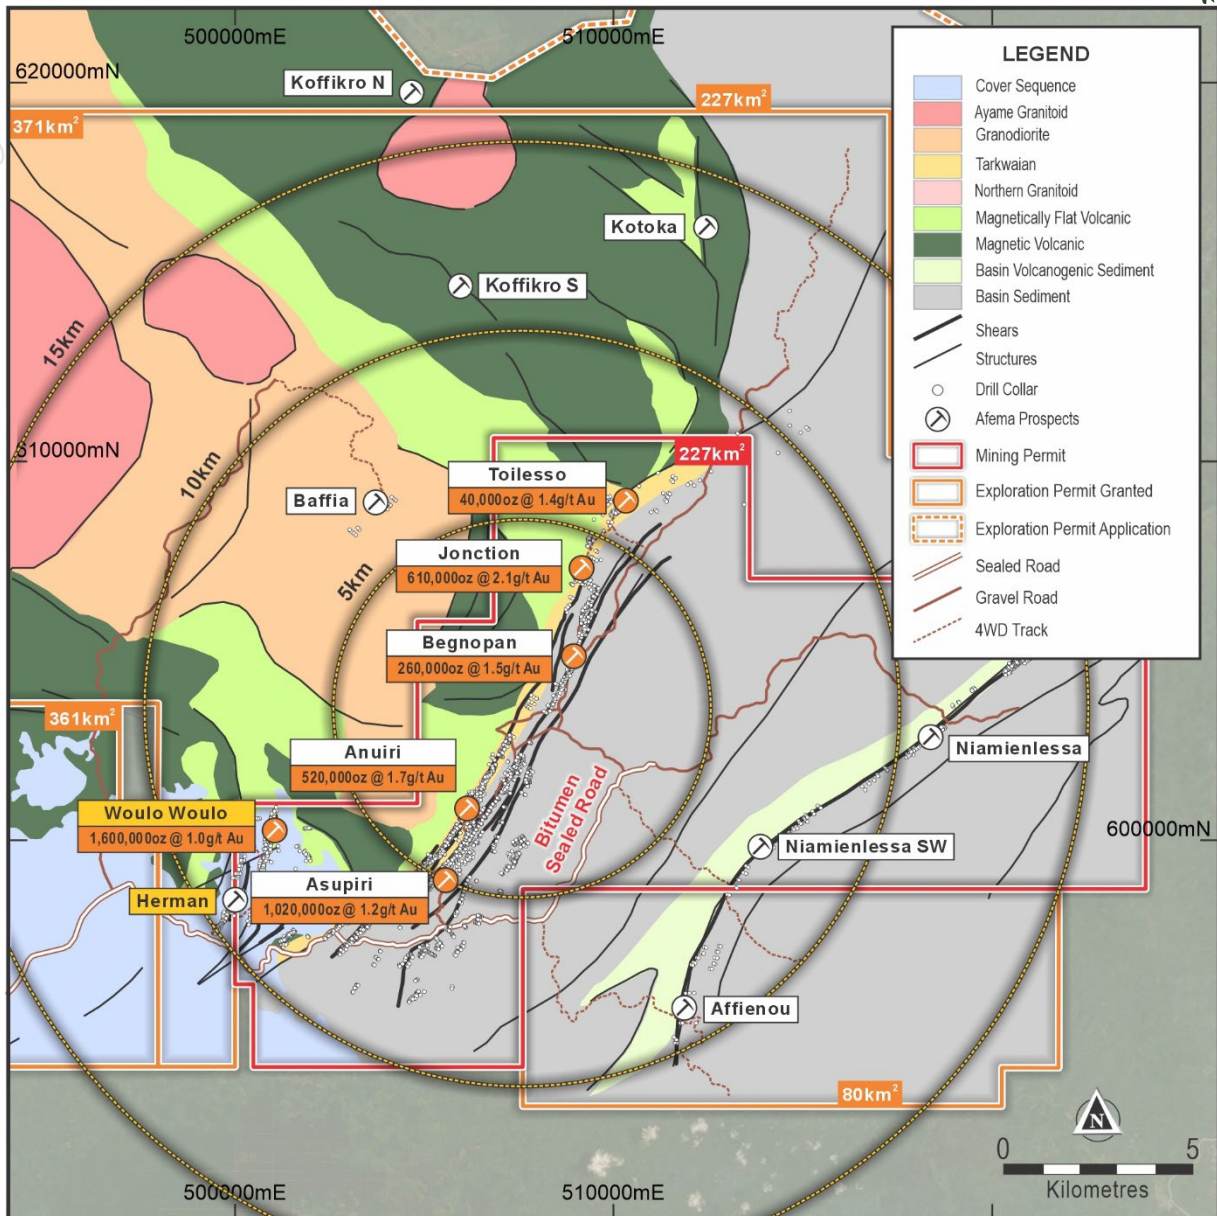 500000mE
510000mE
620000mN
Koffikro N
227km²
371km²
Kotoka
Koffikro S
15km
610000mN
10km
227km²
Toilesso
40,000oz @ 1.4g/t Au
Baffia
Jonction
610,000oz @ 2.1g/t Au
5km
Begnopan
260,000oz @ 1.5g/t Au
361km²
Anuiri
520,000oz @ 1.7g/t Au
Niamienlessa
Woulo Woulo
1,600,000oz @ 1.0g/t Au
Bitumen
Sealed Road
600000mN
Niamienlessa SW
Asupiri
1,020,000oz @ 1.2g/t Au
Herman
Affienou
80km²
500000mE
510000mE
LEGEND
Cover Sequence
Ayame Granitoid
Granodiorite
Tarkwaian
Northern Granitoid
Magnetically Flat Volcanic
Magnetic Volcanic
Basin Volcanogenic Sediment
Basin Sediment
Shears
Structures
Drill Collar
Afema Prospects
Mining Permit
Exploration Permit Granted
Exploration Permit Application
Sealed Road
Gravel Road
4WD Track
N
0 5
Kilometres